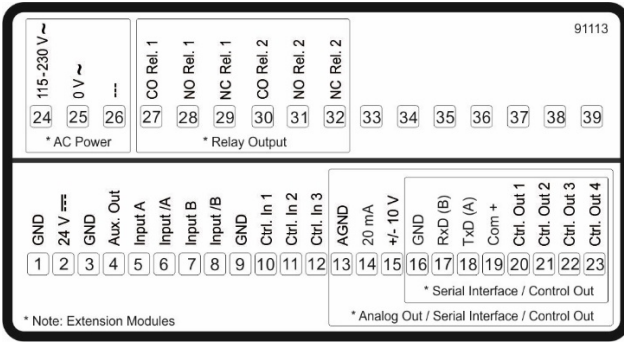 91113
115-230 V ~
0 V ~
---
CO Rel. 1
NO Rel. 1
NC Rel. 1
CO Rel. 2
NO Rel. 2
NC Rel. 2
24 25 26 27 28 29 30 31 32 33 34 35 36 37 38 39
* AC Power
* Relay Output
GND
24 V ⎓
GND
Aux. Out
Input A
Input /A
Input B
Input /B
GND
Ctrl. In 1
Ctrl. In 2
Ctrl. In 3
AGND
20 mA
+/- 10 V
GND
RxD (B)
TxD (A)
Com +
Ctrl. Out 1
Ctrl. Out 2
Ctrl. Out 3
Ctrl. Out 4
1 2 3 4 5 6 7 8 9 10 11 12 13 14 15 16 17 18 19 20 21 22 23
* Serial Interface / Control Out
* Note: Extension Modules
* Analog Out / Serial Interface / Control Out